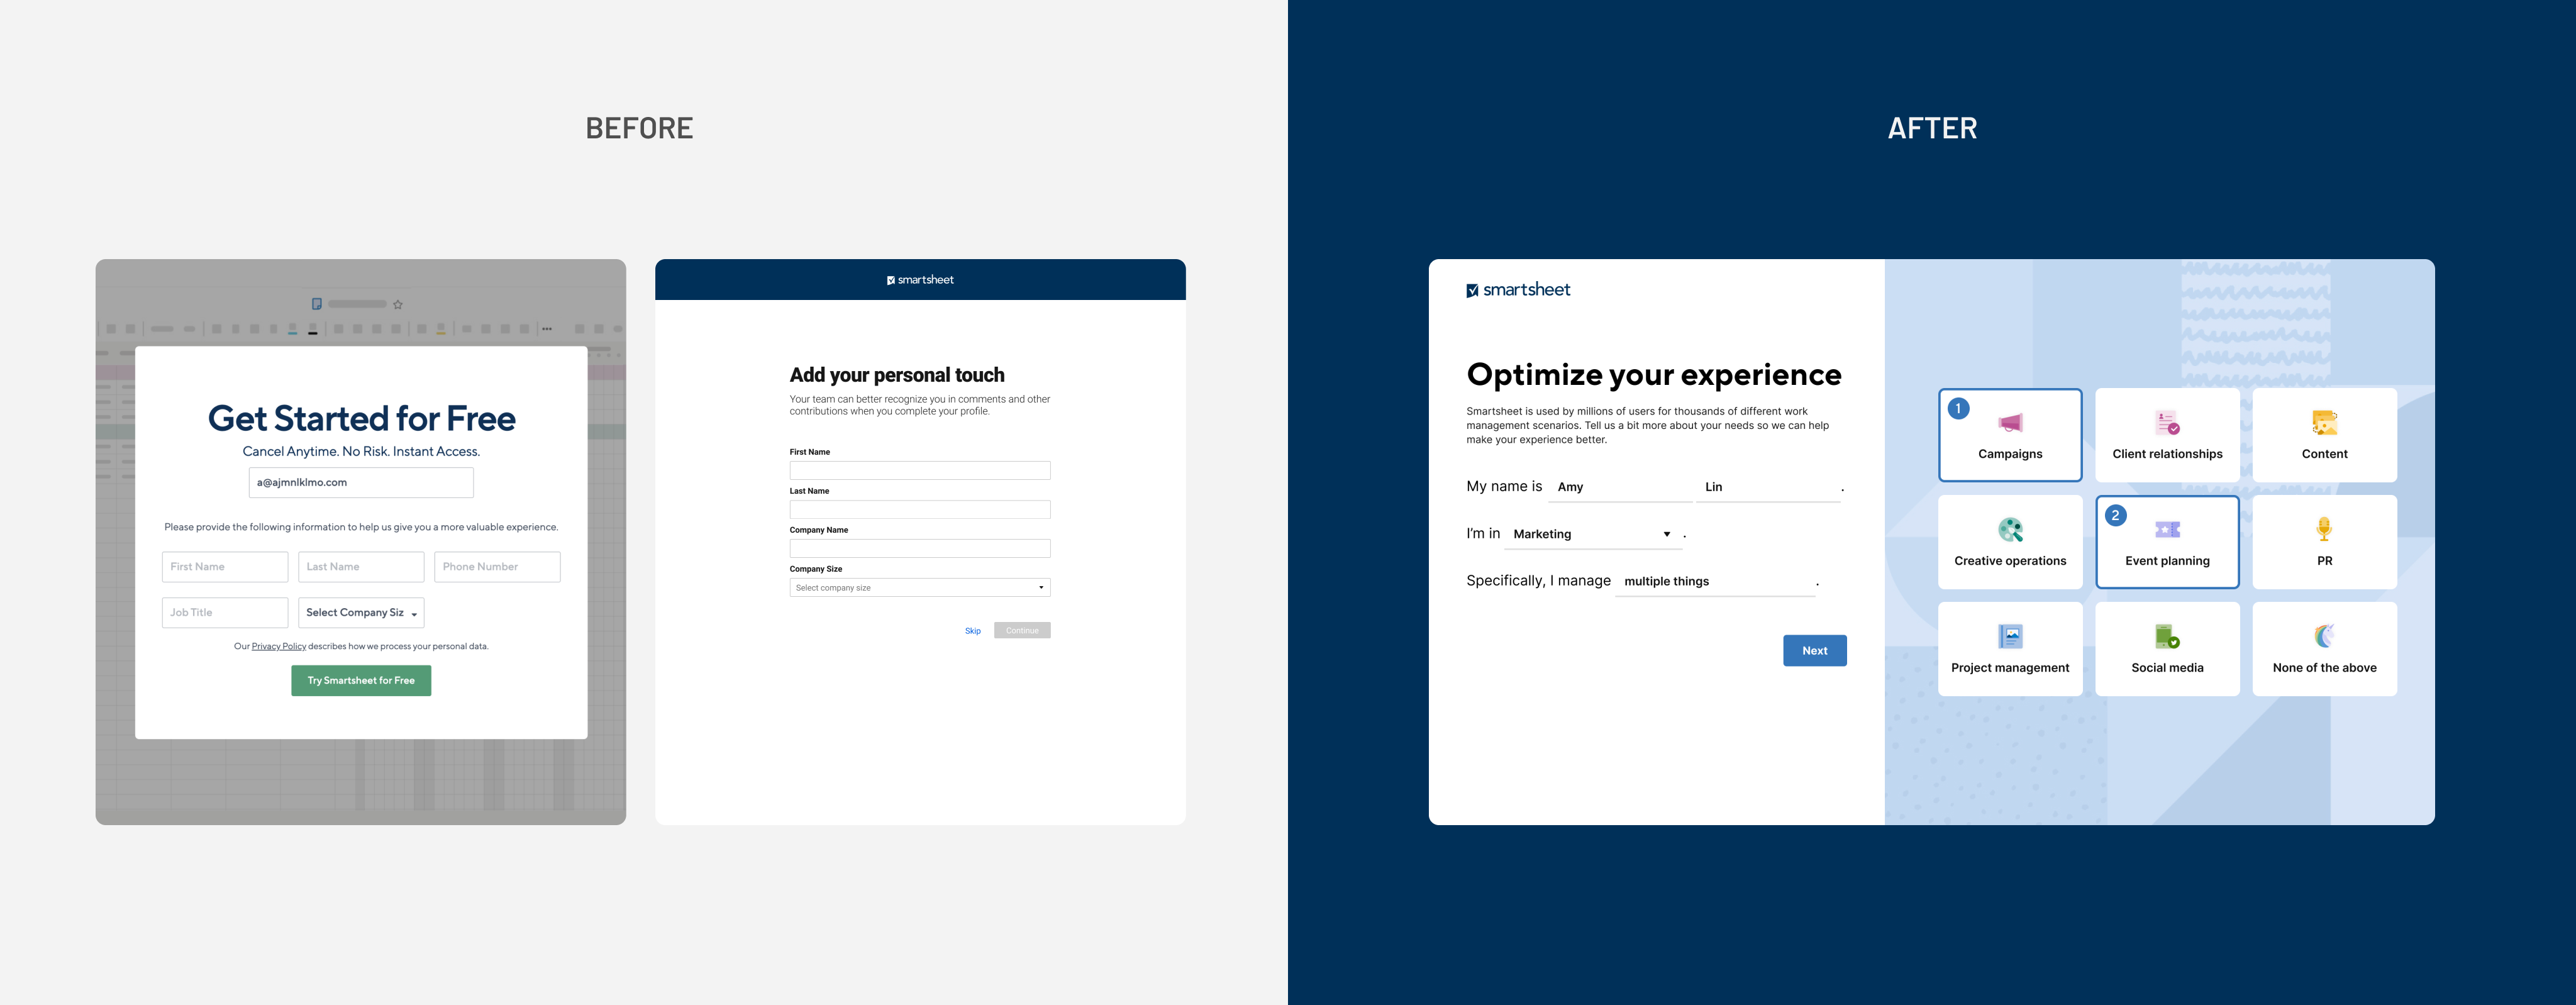 BEFORE
Get Started for Free
Cancel Anytime. No Risk. Instant Access.
a@ajmnlklmo.com
Please provide the following information to help us give you a more valuable experience.
First Name
Last Name
Phone Number
Job Title
Select Company Siz
Our Privacy Policy describes how we process your personal data.
Try Smartsheet for Free
smartsheet
Add your personal touch
Your team can better recognize you in comments and other
contributions when you complete your profile.
First Name
Last Name
Company Name
Company Size
Select company size
Skip
Continue
AFTER
smartsheet
Optimize your experience
Smartsheet is used by millions of users for thousands of different work
management scenarios. Tell us a bit more about your needs so we can help
make your experience better.
My name is Amy Lin .
I'm in Marketing .
Specifically, I manage multiple things .
Next
1
Campaigns
Client relationships
Content
Creative operations
2
Event planning
PR
Project management
Social media
None of the above